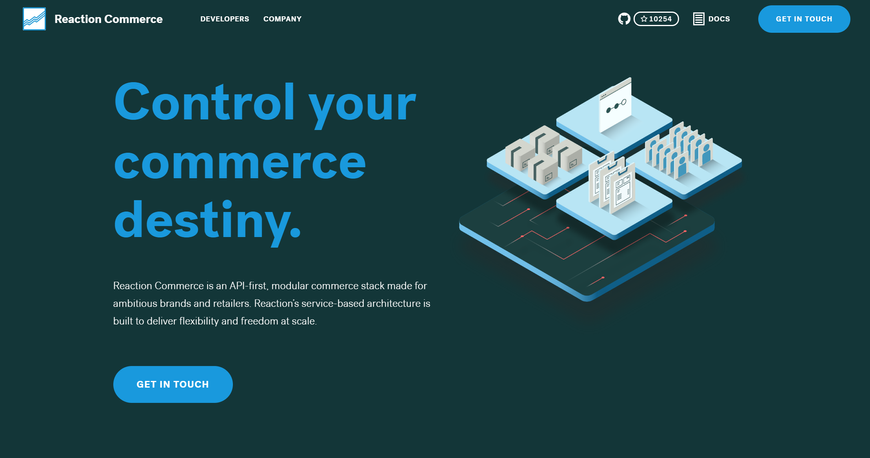 Reaction Commerce
DEVELOPERS
COMPANY
10254
DOCS
GET IN TOUCH
Control your
commerce
destiny.
Reaction Commerce is an API-first, modular commerce stack made for
ambitious brands and retailers. Reaction's service-based architecture is
built to deliver flexibility and freedom at scale.
GET IN TOUCH